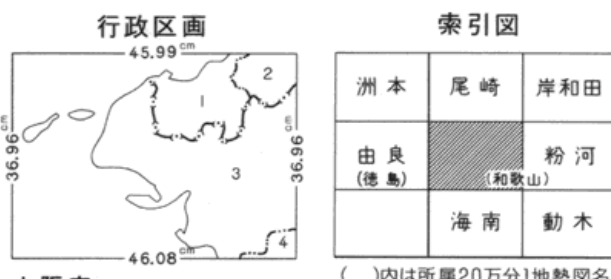 行政区画
45.99cm
36.96cm
36.96cm
1
2
3
4
46.08cm
索引図
洲本 尾崎 岸和田
由良 粉河
(徳島) (和歌山)
海南 動木
( )内は所属20万分1地勢図名